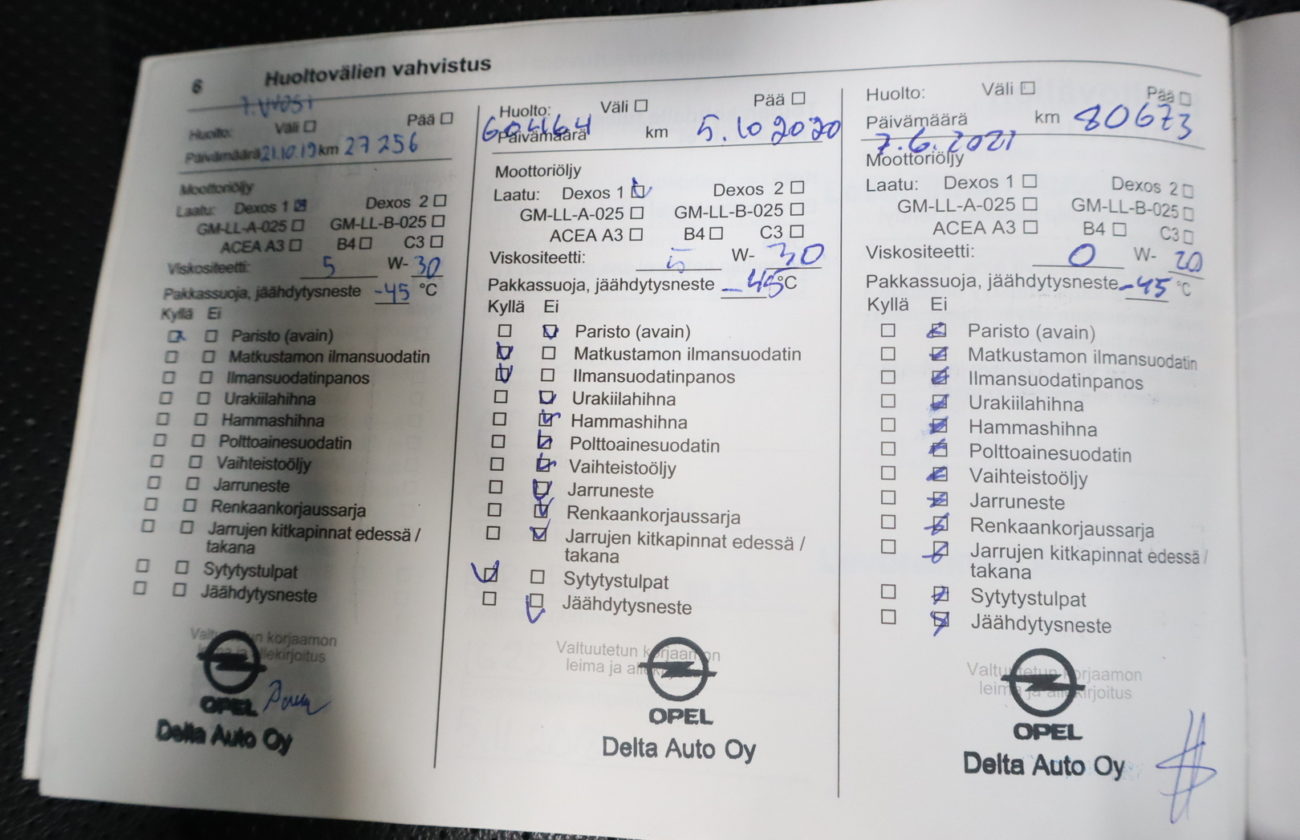 6 Huoltovälien vahvistus
1. VUOSI
Huolto: Väli Pää
Päivämäärä 21.10.19 km 27 256
Moottoriöljy
Laatu: Dexos 1 Dexos 2
GM-LL-A-025 GM-LL-B-025
ACEA A3 B4 C3
Viskositeetti: 5 W- 30
Pakkassuoja, jäähdytysneste -45 °C
Kyllä Ei
Paristo (avain)
Matkustamon ilmansuodatin
Ilmansuodatinpanos
Urakiilahihna
Hammashihna
Polttoainesuodatin
Vaihteistoöljy
Jarruneste
Renkaankorjaussarja
Jarrujen kitkapinnat edessä /
takana
Sytytystulpat
Jäähdytysneste
Valtuutetun korjaamon
leima ja allekirjoitus
OPEL
Delta Auto Oy
Huolto: Väli Pää
Päivämäärä 60464 km 5.10 2020
Moottoriöljy
Laatu: Dexos 1 Dexos 2
GM-LL-A-025 GM-LL-B-025
ACEA A3 B4 C3
Viskositeetti: 5 W- 30
Pakkassuoja, jäähdytysneste -45 °C
Kyllä Ei
Paristo (avain)
Matkustamon ilmansuodatin
Ilmansuodatinpanos
Urakiilahihna
Hammashihna
Polttoainesuodatin
Vaihteistoöljy
Jarruneste
Renkaankorjaussarja
Jarrujen kitkapinnat edessä /
takana
Sytytystulpat
Jäähdytysneste
Valtuutetun korjaamon
leima ja
OPEL
Delta Auto Oy
Huolto: Väli Pää
Päivämäärä km 80673
7.6.2021
Moottoriöljy
Laatu: Dexos 1 Dexos 2
GM-LL-A-025 GM-LL-B-025
ACEA A3 B4 C3
Viskositeetti: 0 W- 20
Pakkassuoja, jäähdytysneste -45 °C
Kyllä Ei
Paristo (avain)
Matkustamon ilmansuodatin
Ilmansuodatinpanos
Urakiilahihna
Hammashihna
Polttoainesuodatin
Vaihteistoöljy
Jarruneste
Renkaankorjaussarja
Jarrujen kitkapinnat edessä /
takana
Sytytystulpat
Jäähdytysneste
Valtuutetun korjaamon
leima ja allekirjoitus
OPEL
Delta Auto Oy